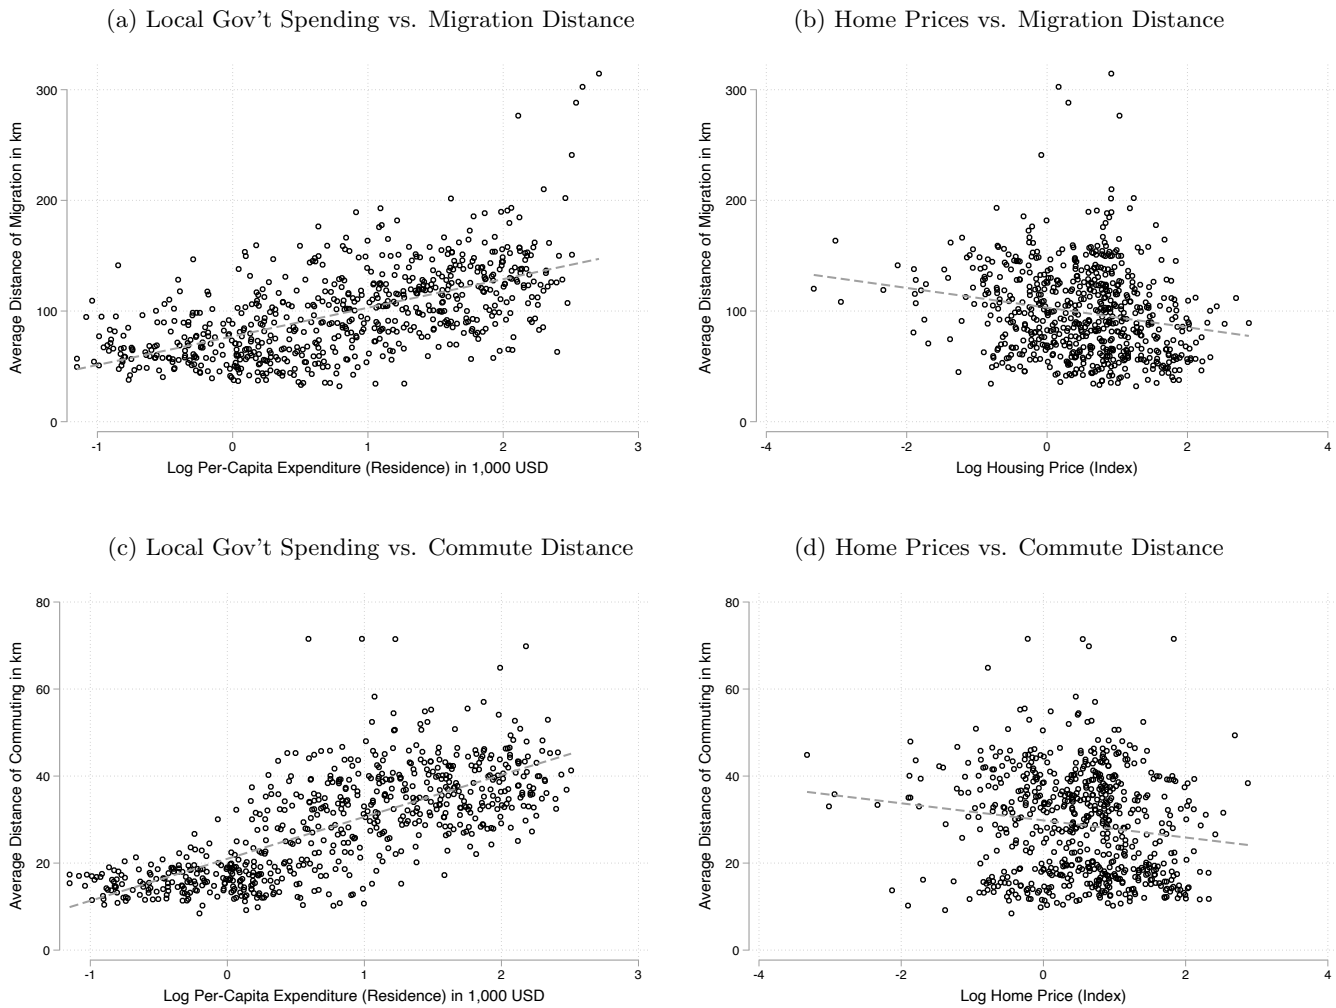 (a) Local Gov't Spending vs. Migration Distance
Average Distance of Migration in km
300
200
100
0
-1 0 1 2 3
Log Per-Capita Expenditure (Residence) in 1,000 USD
(b) Home Prices vs. Migration Distance
Average Distance of Migration in km
300
200
100
0
-4 -2 0 2 4
Log Housing Price (Index)
(c) Local Gov't Spending vs. Commute Distance
Average Distance of Commuting in km
80
60
40
20
0
-1 0 1 2 3
Log Per-Capita Expenditure (Residence) in 1,000 USD
(d) Home Prices vs. Commute Distance
Average Distance of Commuting in km
80
60
40
20
0
-4 -2 0 2 4
Log Home Price (Index)